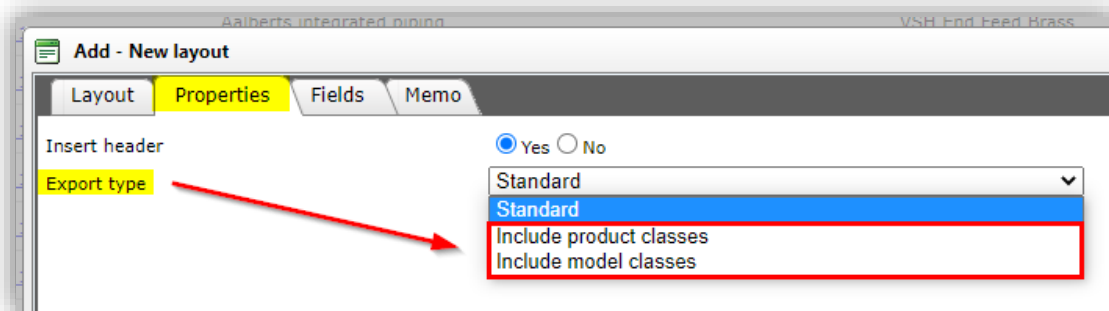 Aalberts integrated piping VSH End Feed Brass
Add - New layout
Layout Properties Fields Memo
Insert header Yes No
Export type Standard
Standard
Include product classes
Include model classes